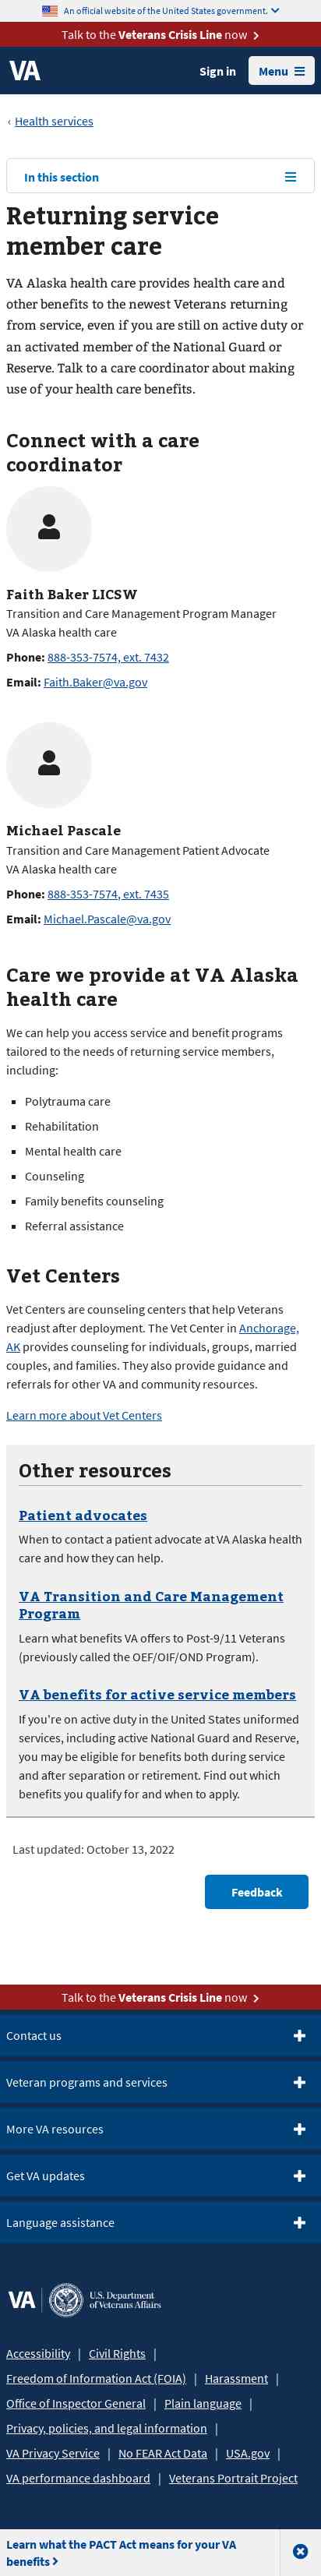 An official website of the United States government.
Talk to the Veterans Crisis Line now
VA
Sign in
Menu
‹ Health services
In this section
Returning service
member care
VA Alaska health care provides health care and
other benefits to the newest Veterans returning
from service, even if you are still on active duty or
an activated member of the National Guard or
Reserve. Talk to a care coordinator about making
use of your health care benefits.
Connect with a care
coordinator
Faith Baker LICSW
Transition and Care Management Program Manager
VA Alaska health care
Phone: 888-353-7574, ext. 7432
Email: Faith.Baker@va.gov
Michael Pascale
Transition and Care Management Patient Advocate
VA Alaska health care
Phone: 888-353-7574, ext. 7435
Email: Michael.Pascale@va.gov
Care we provide at VA Alaska
health care
We can help you access service and benefit programs
tailored to the needs of returning service members,
including:
▪ Polytrauma care
▪ Rehabilitation
▪ Mental health care
▪ Counseling
▪ Family benefits counseling
▪ Referral assistance
Vet Centers
Vet Centers are counseling centers that help Veterans
readjust after deployment. The Vet Center in Anchorage,
AK provides counseling for individuals, groups, married
couples, and families. They also provide guidance and
referrals for other VA and community resources.
Learn more about Vet Centers
Other resources
Patient advocates
When to contact a patient advocate at VA Alaska health
care and how they can help.
VA Transition and Care Management
Program
Learn what benefits VA offers to Post-9/11 Veterans
(previously called the OEF/OIF/OND Program).
VA benefits for active service members
If you're on active duty in the United States uniformed
services, including active National Guard and Reserve,
you may be eligible for benefits both during service
and after separation or retirement. Find out which
benefits you qualify for and when to apply.
Last updated: October 13, 2022
Feedback
Talk to the Veterans Crisis Line now
Contact us
Veteran programs and services
More VA resources
Get VA updates
Language assistance
VA
U.S. Department
of Veterans Affairs
Accessibility | Civil Rights |
Freedom of Information Act (FOIA) | Harassment |
Office of Inspector General | Plain language |
Privacy, policies, and legal information |
VA Privacy Service | No FEAR Act Data | USA.gov |
VA performance dashboard | Veterans Portrait Project
Learn what the PACT Act means for your VA
benefits